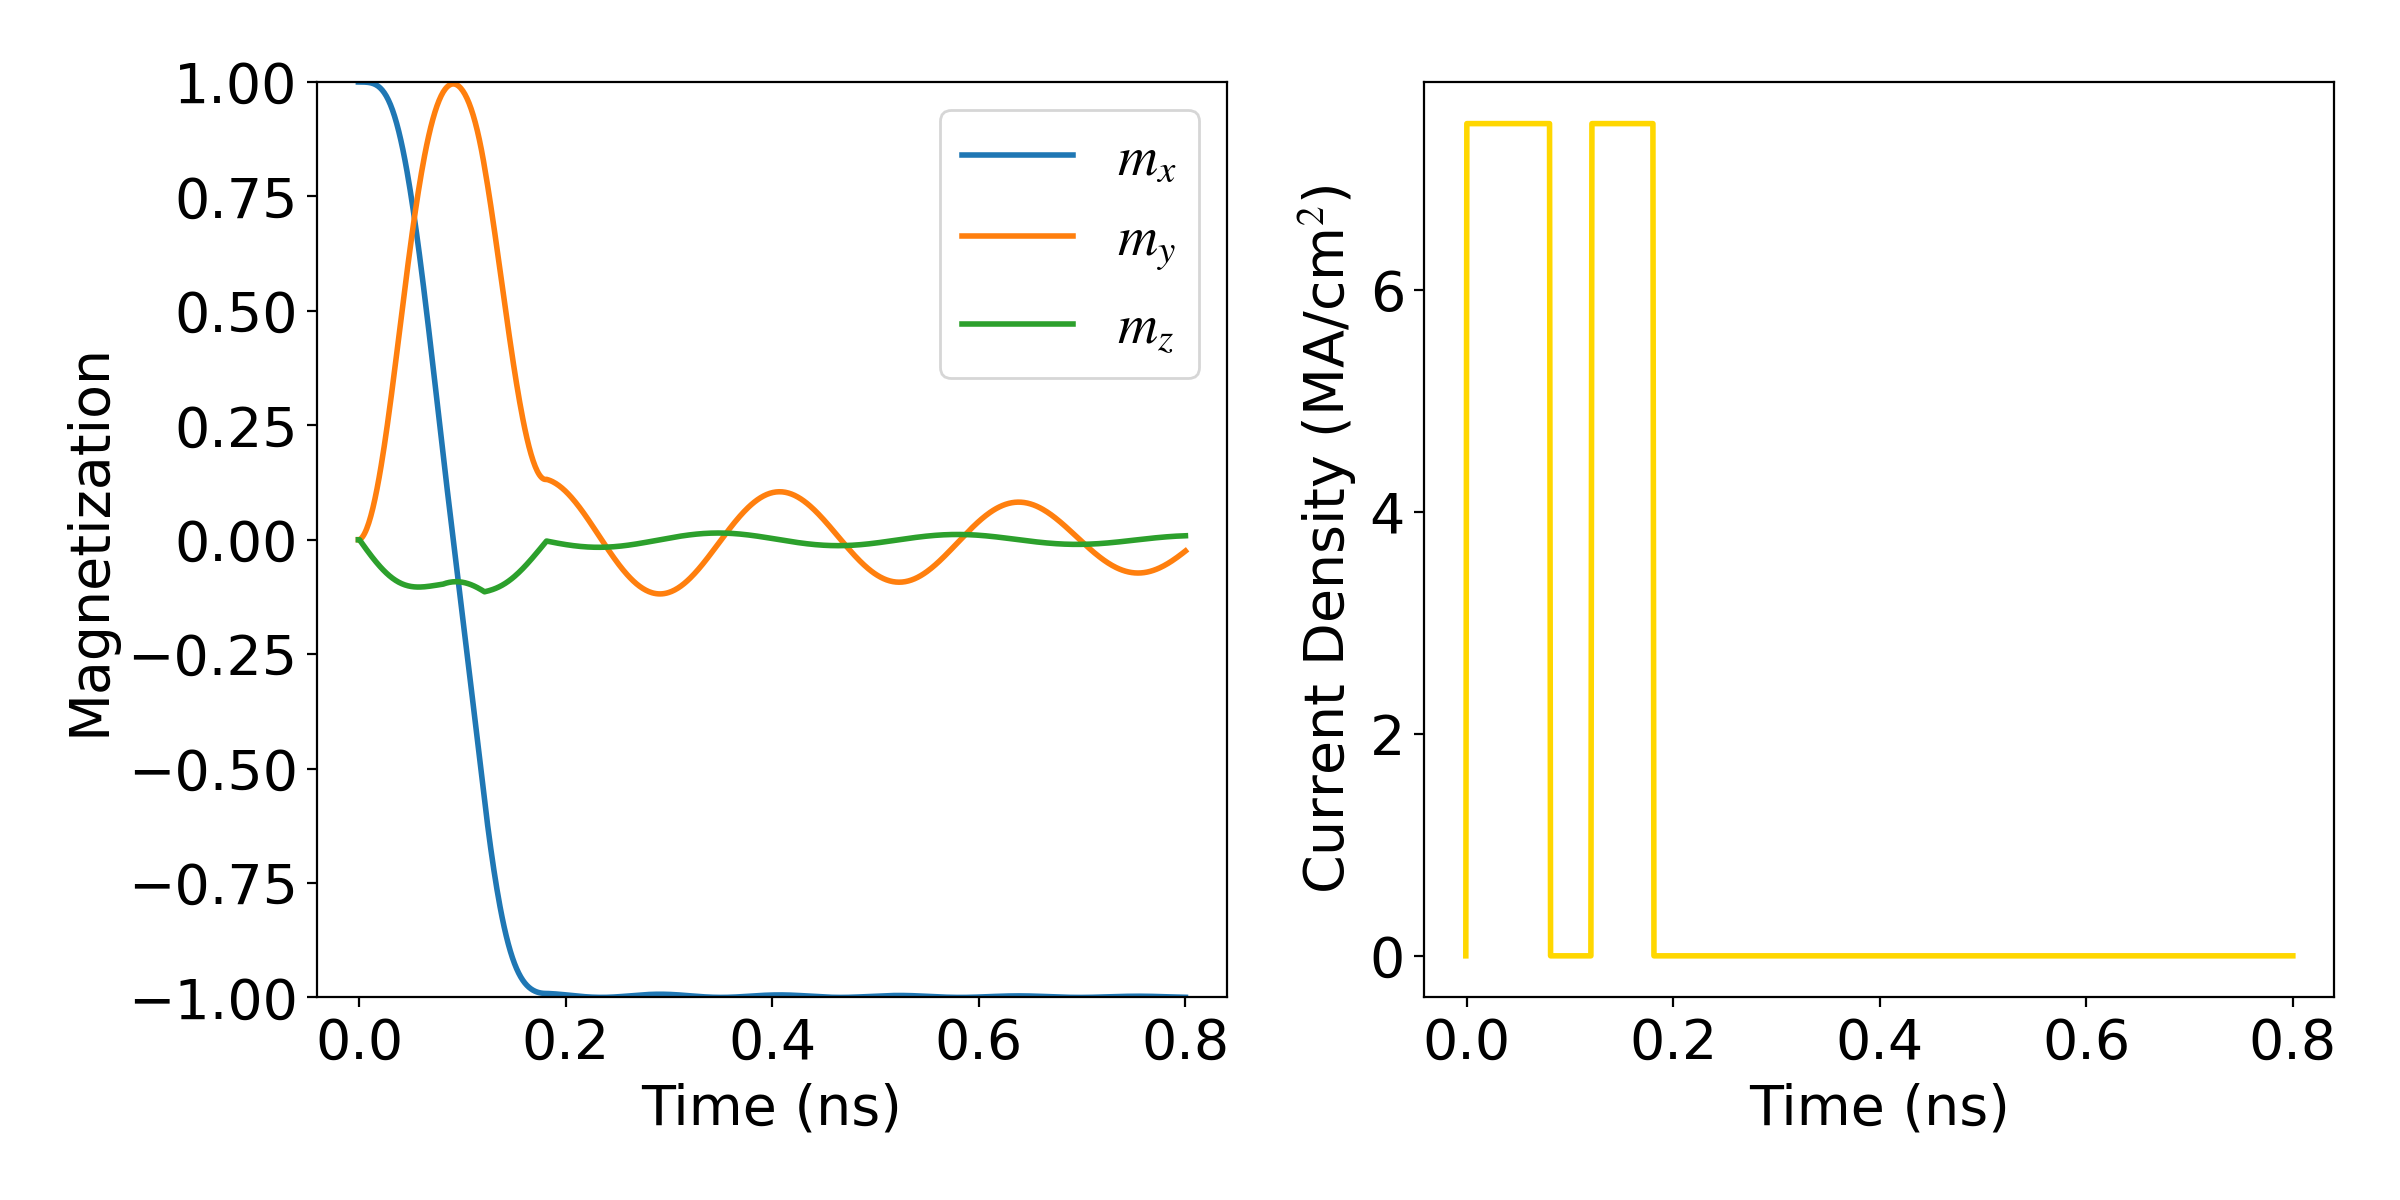 Magnetization
1.00
0.75
0.50
0.25
0.00
−0.25
−0.50
−0.75
−1.00
0.0 0.2 0.4 0.6 0.8
Time (ns)
m_x
m_y
m_z
Current Density (MA/cm²)
6
4
2
0
0.0 0.2 0.4 0.6 0.8
Time (ns)